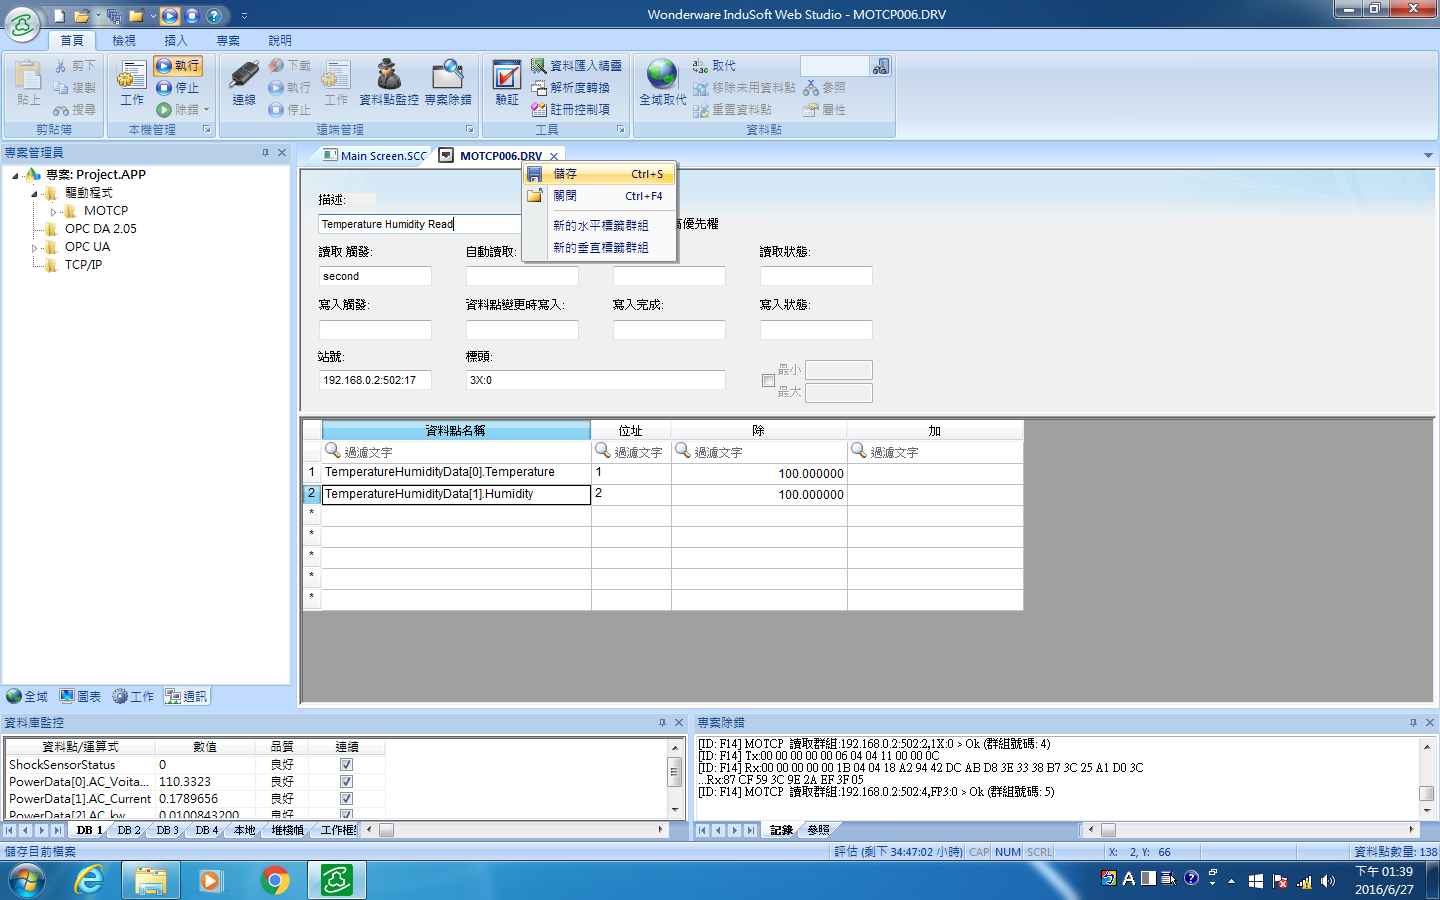 Wonderware InduSoft Web Studio - MOTCP006.DRV
首頁 檢視 插入 專案 說明
貼上 剪下 複製 搜尋
剪貼簿
工作 執行 停止 除錯
本機管理
連線 下載 執行 停止 工作 資料點監控 專案除錯
遠端管理
驗証 資料匯入精靈 解析度轉換 註冊控制項
工具
全域取代 取代 移除未用資料點 重置資料點 參照 屬性
資料點
專案管理員
專案: Project.APP
驅動程式
MOTCP
OPC DA 2.05
OPC UA
TCP/IP
全域 圖表 工作 通訊
Main Screen.SCC MOTCP006.DRV
儲存 Ctrl+S
關閉 Ctrl+F4
新的水平標籤群組
新的垂直標籤群組
描述:
Temperature Humidity Read
高優先權
讀取 觸發: 自動讀取: 讀取狀態:
second
寫入觸發: 資料點變更時寫入: 寫入完成: 寫入狀態:
站號: 標頭:
192.168.0.2:502:17 3X:0
最小
最大
資料點名稱 位址 除 加
過濾文字 過濾文字 過濾文字 過濾文字
1 TemperatureHumidityData[0].Temperature 1 100.000000
2 TemperatureHumidityData[1].Humidity 2 100.000000
*
*
*
*
*
資料庫監控
資料點/運算式 數值 品質 連續
ShockSensorStatus 0 良好
PowerData[0].AC_Volta... 110.3323 良好
PowerData[1].AC_Current 0.1789656 良好
PowerData[2].AC_kw 0.0100843200 良好
DB 1 DB 2 DB 3 DB 4 本地 堆棧幀 工作框
專案除錯
[ID: F14] MOTCP 讀取群組:192.168.0.2:502:2,1X:0 > Ok (群組號碼: 4)
[ID: F14] Tx:00 00 00 00 00 06 04 04 11 00 00 0C
[ID: F14] Rx:00 00 00 00 00 1B 04 04 18 A2 94 42 DC AB D8 3E 33 38 B7 3C 25 A1 D0 3C
...Rx:87 CF 59 3C 9E 2A EF 3F 05
[ID: F14] MOTCP 讀取群組:192.168.0.2:502:4,FP3:0 > Ok (群組號碼: 5)
記錄 參照
儲存目前檔案
評估 (剩下 34:47:02 小時) CAP NUM SCRL X: 2, Y: 66 資料點數量: 138
下午 01:39
2016/6/27